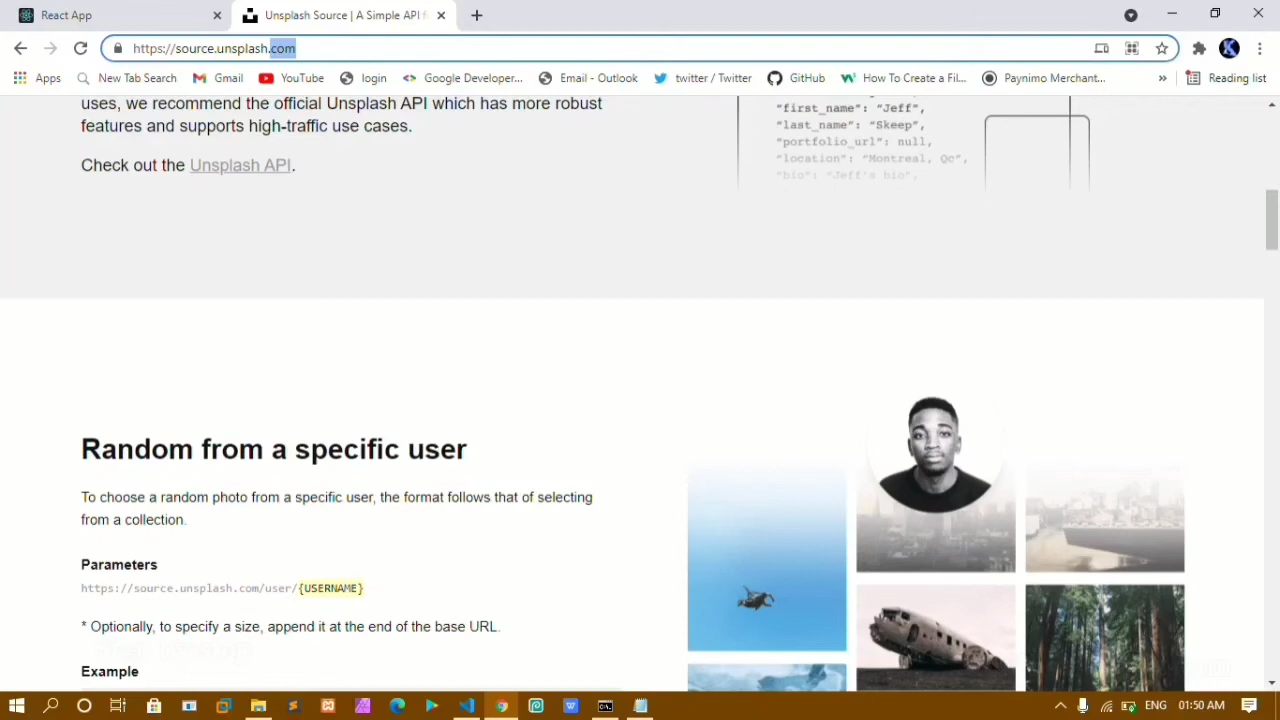 React App
Unsplash Source | A Simple API f
https://source.unsplash.com
Apps
New Tab Search
Gmail
YouTube
login
Google Developer...
Email - Outlook
twitter / Twitter
GitHub
How To Create a Fil...
Paynimo Merchant...
»
Reading list
uses, we recommend the official Unsplash API which has more robust
features and supports high-traffic use cases.
Check out the Unsplash API.
"first_name": "Jeff",
"last_name": "Skeep",
"portfolio_url": null,
"location": "Montreal, Qc",
"bio": "Jeff's bio",
Random from a specific user
To choose a random photo from a specific user, the format follows that of selecting
from a collection.
Parameters
https://source.unsplash.com/user/{USERNAME}
* Optionally, to specify a size, append it at the end of the base URL.
Example
ENG
01:50 AM